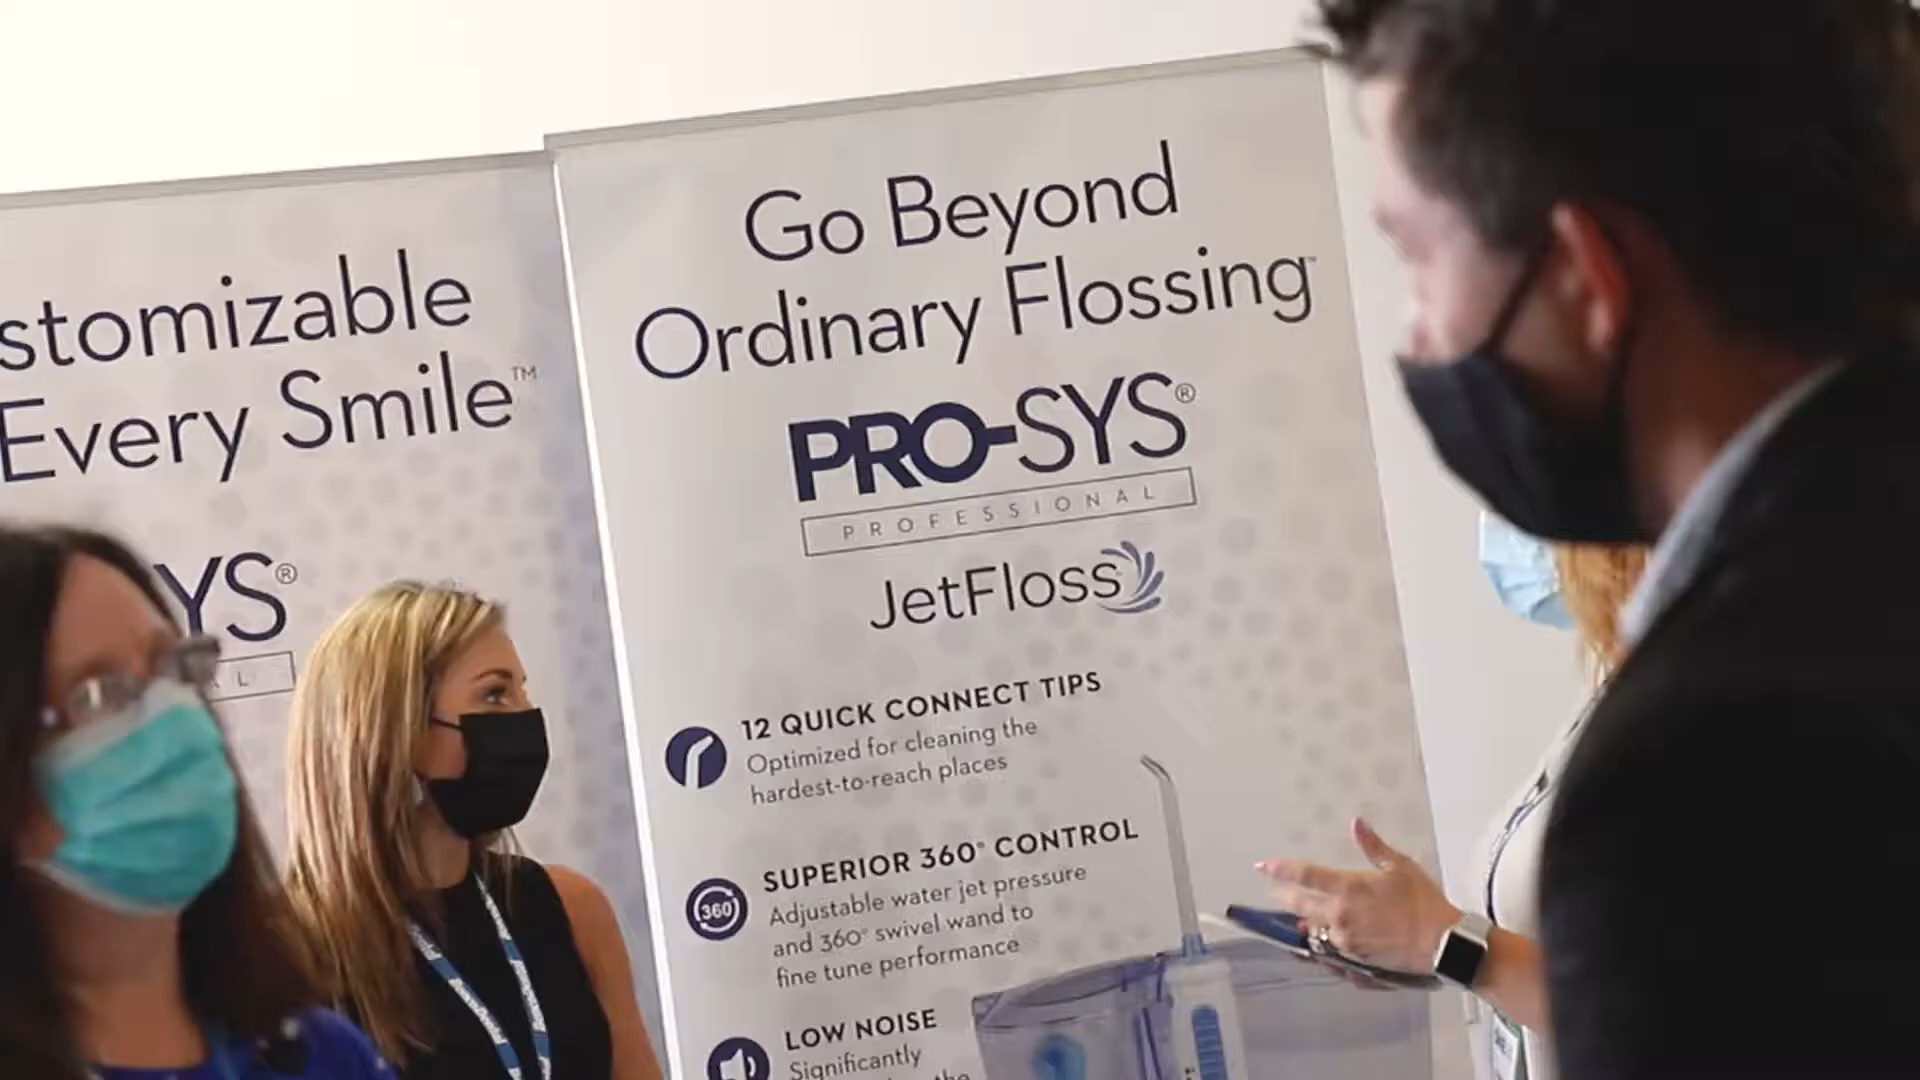 stomizable
Every Smile™
YS®
AL
Go Beyond
Ordinary Flossing™
PRO-SYS®
PROFESSIONAL
JetFloss
12 QUICK CONNECT TIPS
Optimized for cleaning the
hardest-to-reach places
360
SUPERIOR 360° CONTROL
Adjustable water jet pressure
and 360° swivel wand to
fine tune performance
LOW NOISE
Significantly
the